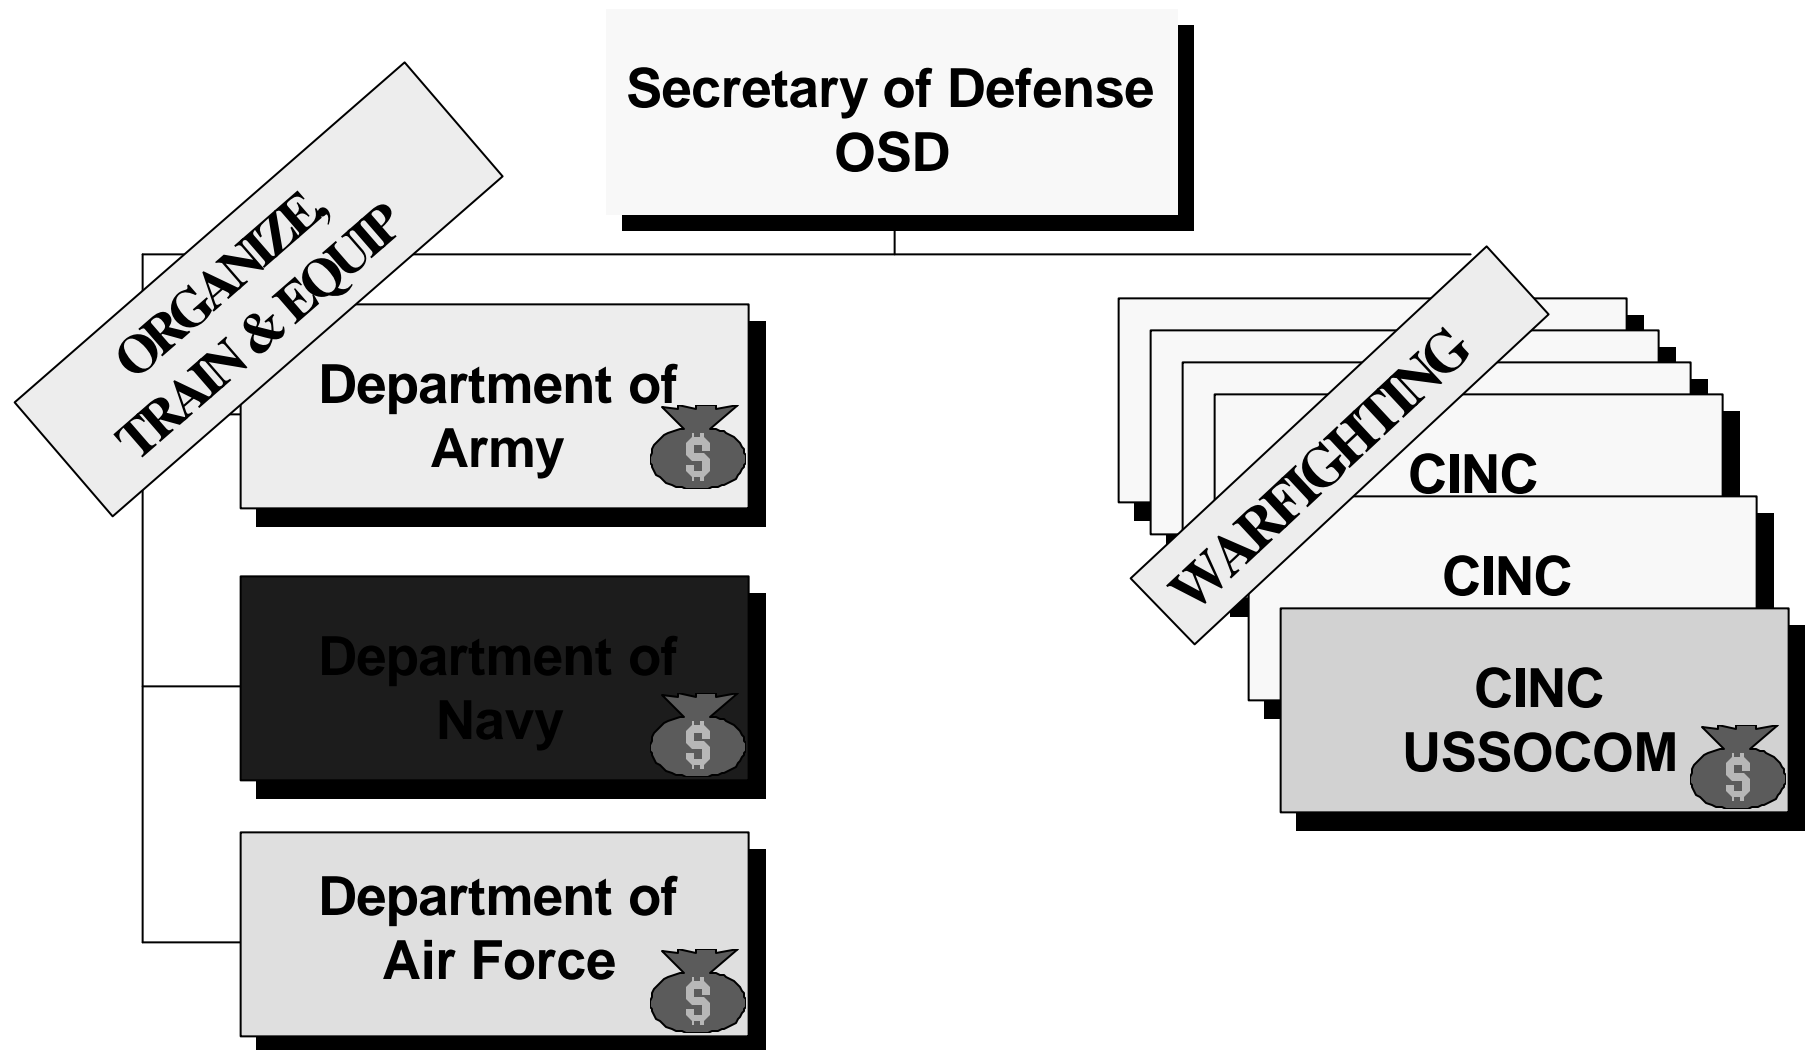 Secretary of Defense
OSD
ORGANIZE,
TRAIN & EQUIP
Department of
Army
$
Department of
Navy
$
Department of
Air Force
$
WARFIGHTING
CINC
CINC
CINC
USSOCOM
$